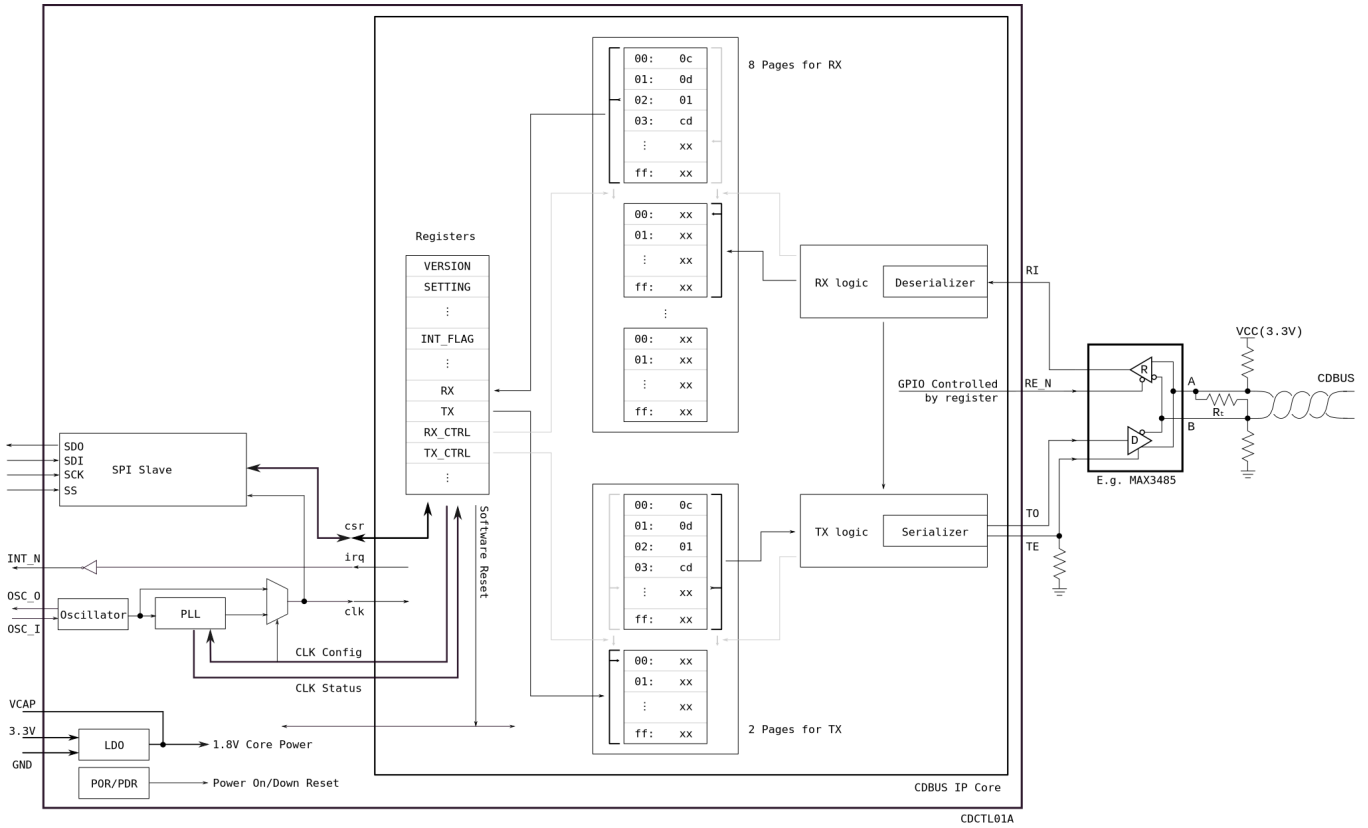 00: 0c
01: 0d
02: 01
03: cd
⋮ xx
ff: xx
8 Pages for RX
00: xx
01: xx
⋮ xx
ff: xx
⋮
00: xx
01: xx
⋮ xx
ff: xx
Registers
VERSION
SETTING
⋮
INT_FLAG
⋮
RX
TX
RX_CTRL
TX_CTRL
⋮
RX logic
Deserializer
RI
GPIO Controlled
by register
RE_N
VCC(3.3V)
CDBUS
A
Rt
B
R
D
E.g. MAX3485
SDO
SDI
SCK
SS
SPI Slave
csr
irq
clk
Software Reset
INT_N
OSC_O
OSC_I
Oscillator
PLL
CLK Config
CLK Status
00: 0c
01: 0d
02: 01
03: cd
⋮ xx
ff: xx
00: xx
01: xx
⋮ xx
ff: xx
2 Pages for TX
TX logic
Serializer
TO
TE
VCAP
3.3V
GND
LDO
1.8V Core Power
POR/PDR
Power On/Down Reset
CDBUS IP Core
CDCTL01A